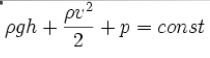 ρgh + ρv²/2 + p = const